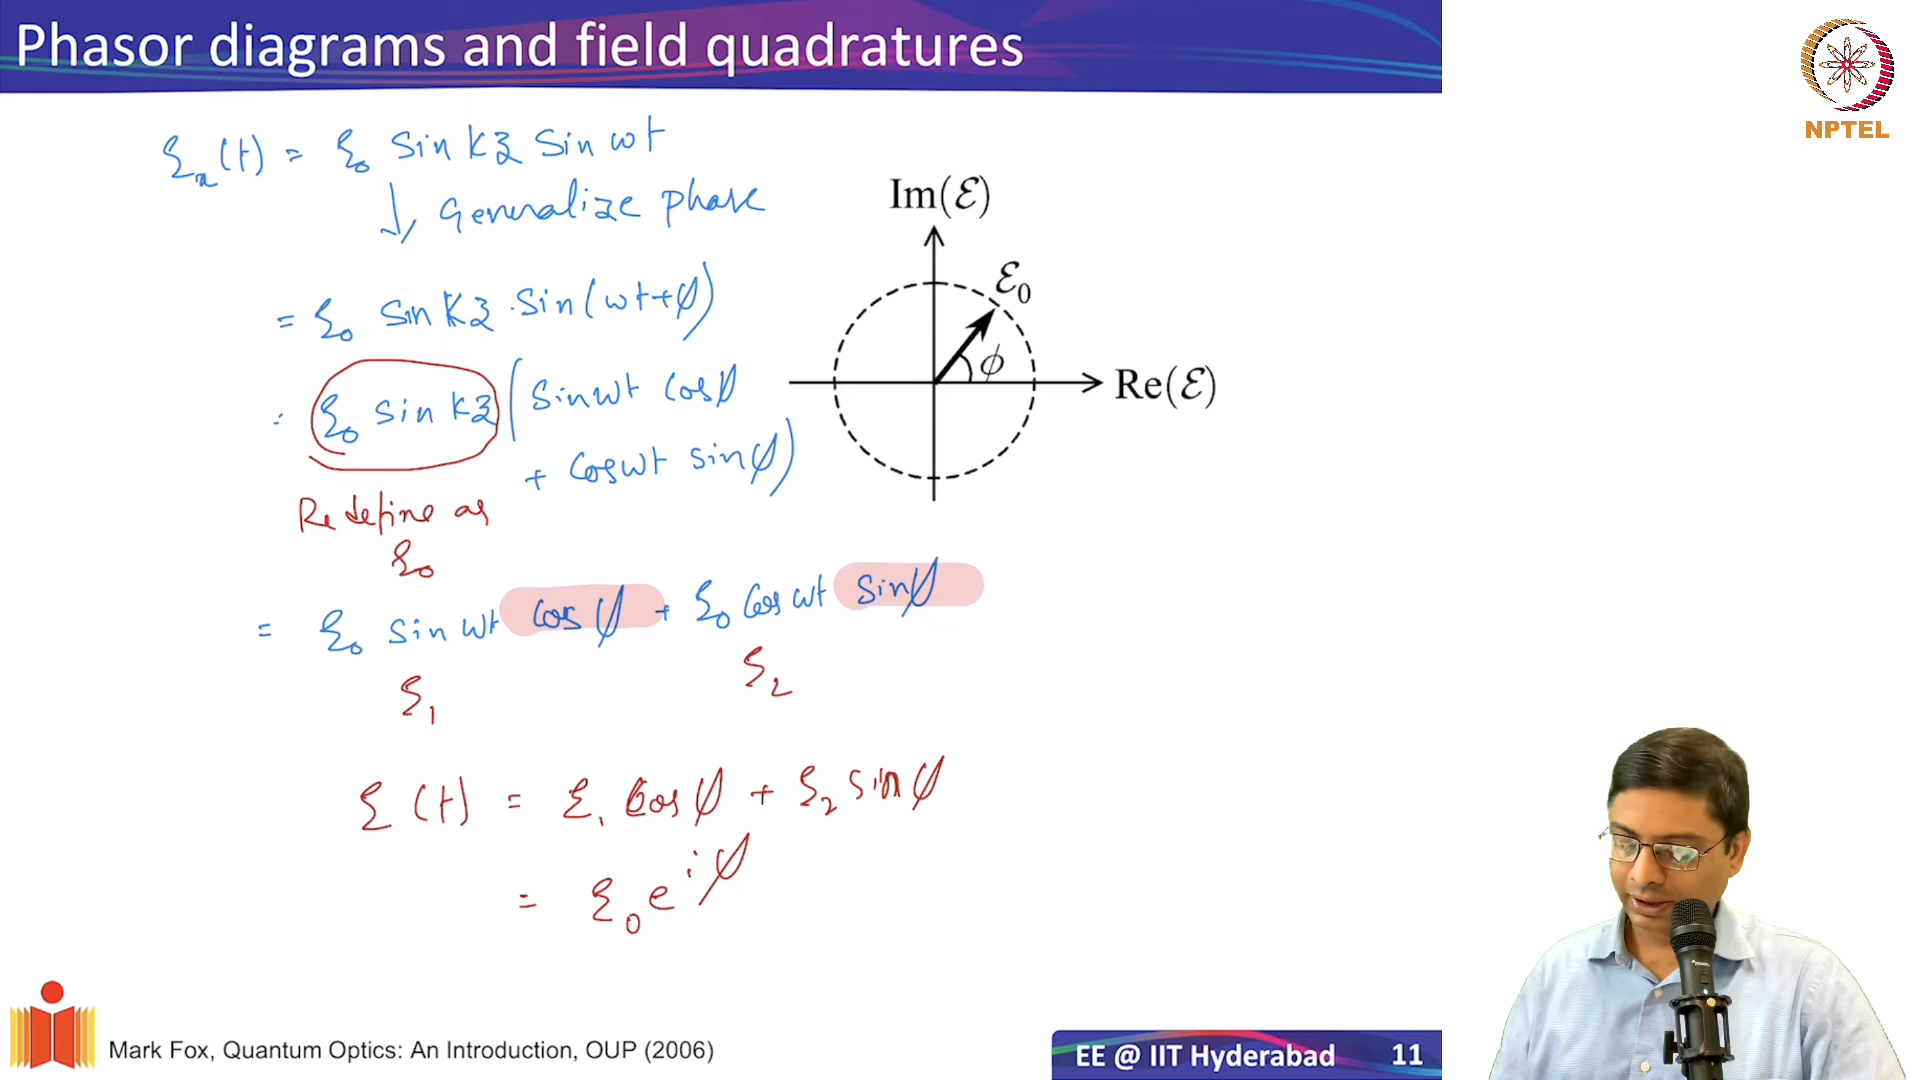 Phasor diagrams and field quadratures
NPTEL
ℰₓ(t) = ℰ₀ Sin kz Sin ωt
↓, Generalize phase
= ℰ₀ Sin kz . Sin(ωt+φ)
= ℰ₀ sin kz (Sin ωt Cos φ
+ Cos ωt sin φ)
Redefine as
ℰ₀
= ℰ₀ sin ωt Cos φ + ℰ₀ Cos ωt Sin φ
ℰ₁ ℰ₂
ℰ(t) = ℰ₁ Cos φ + ℰ₂ sin φ
= ℰ₀ e^{iφ}
Im(ℰ)
ℰ₀
ϕ
Re(ℰ)
Mark Fox, Quantum Optics: An Introduction, OUP (2006)
EE @ IIT Hyderabad 11